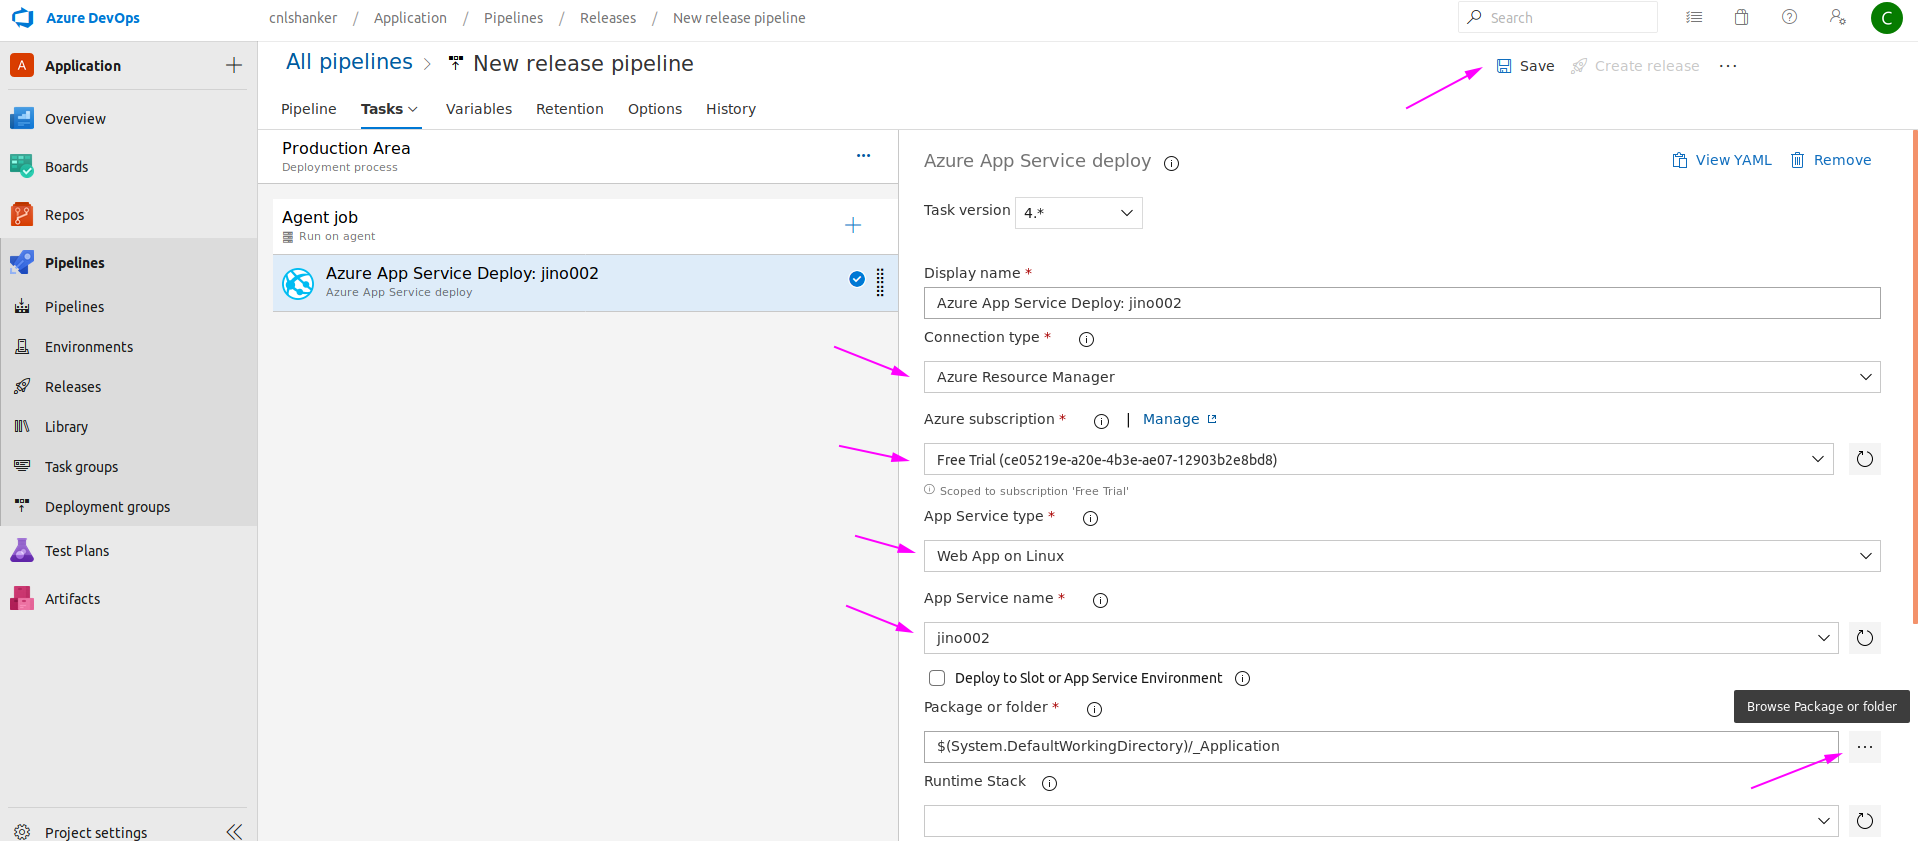 Azure DevOps
cnlshanker / Application / Pipelines / Releases / New release pipeline
Search
C
A Application
Overview
Boards
Repos
Pipelines
Pipelines
Environments
Releases
Library
Task groups
Deployment groups
Test Plans
Artifacts
Project settings
All pipelines > New release pipeline
Save
Create release
...
Pipeline Tasks Variables Retention Options History
Production Area
Deployment process
Agent job
Run on agent
Azure App Service Deploy: jino002
Azure App Service deploy
Azure App Service deploy
View YAML
Remove
Task version 4.*
Display name *
Azure App Service Deploy: jino002
Connection type *
Azure Resource Manager
Azure subscription * | Manage
Free Trial (ce05219e-a20e-4b3e-ae07-12903b2e8bd8)
Scoped to subscription 'Free Trial'
App Service type *
Web App on Linux
App Service name *
jino002
Deploy to Slot or App Service Environment
Package or folder *
Browse Package or folder
$(System.DefaultWorkingDirectory)/_Application
...
Runtime Stack